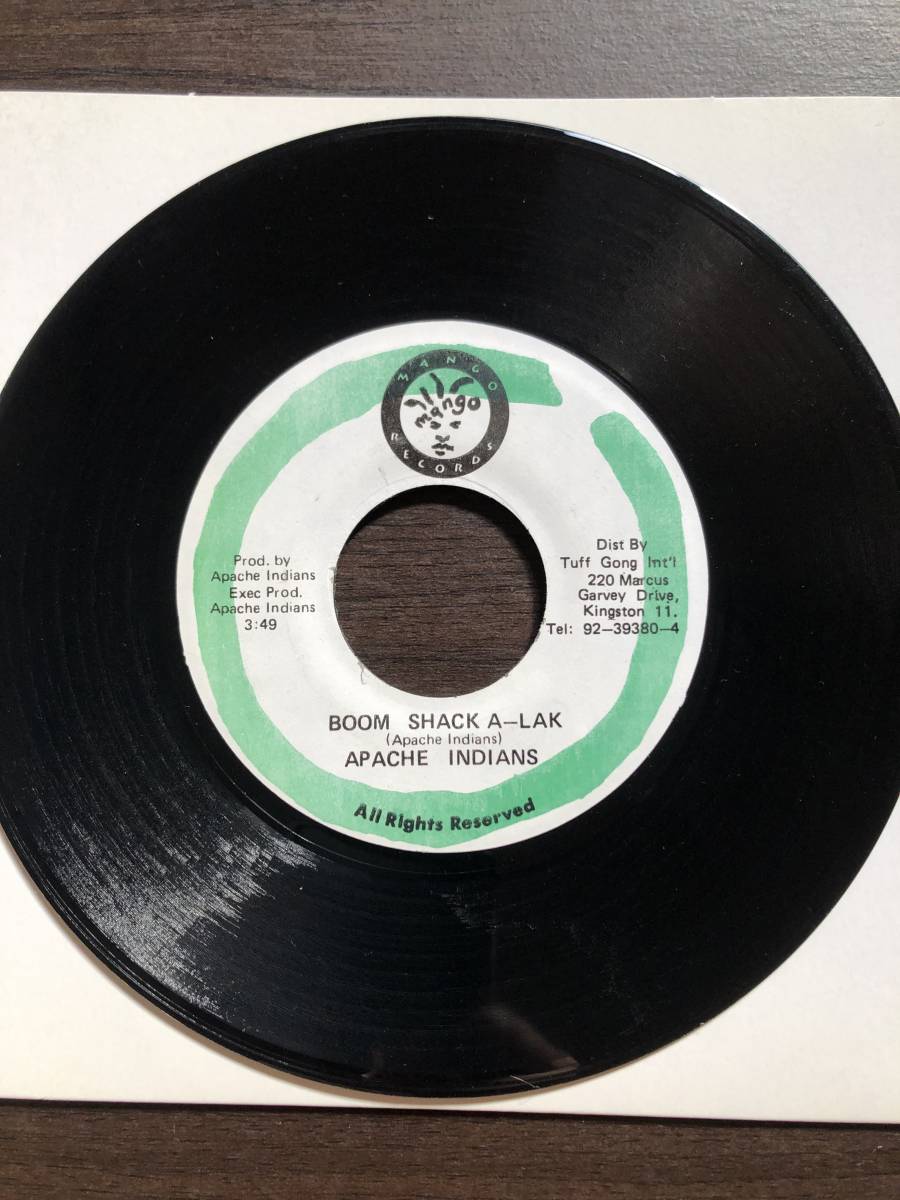 MANGO
mango
RECORDS
Prod. by
Apache Indians
Exec Prod.
Apache Indians
3:49
Dist By
Tuff Gong Int'l
220 Marcus
Garvey Drive,
Kingston 11.
Tel: 92-39380-4
BOOM SHACK A-LAK
(Apache Indians)
APACHE INDIANS
All Rights Reserved